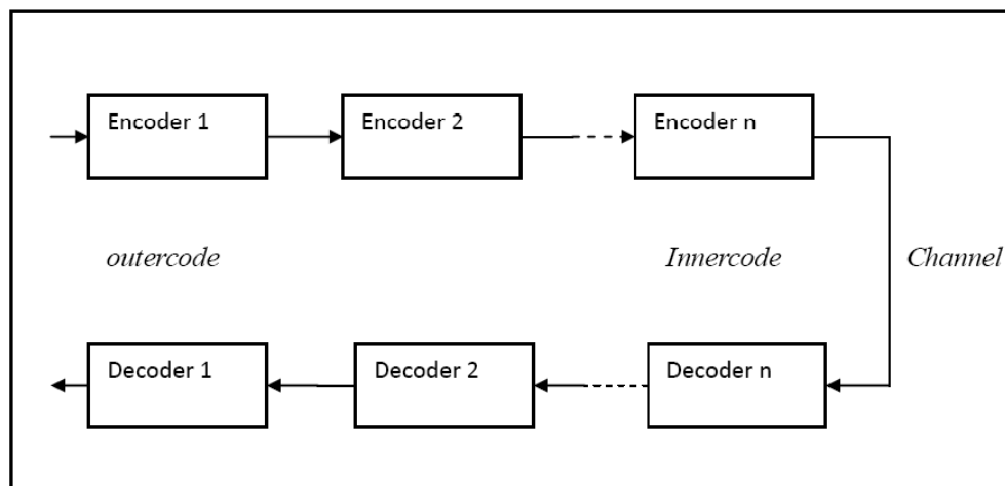 Encoder 1
Encoder 2
Encoder n
outercode
Innercode
Channel
Decoder 1
Decoder 2
Decoder n